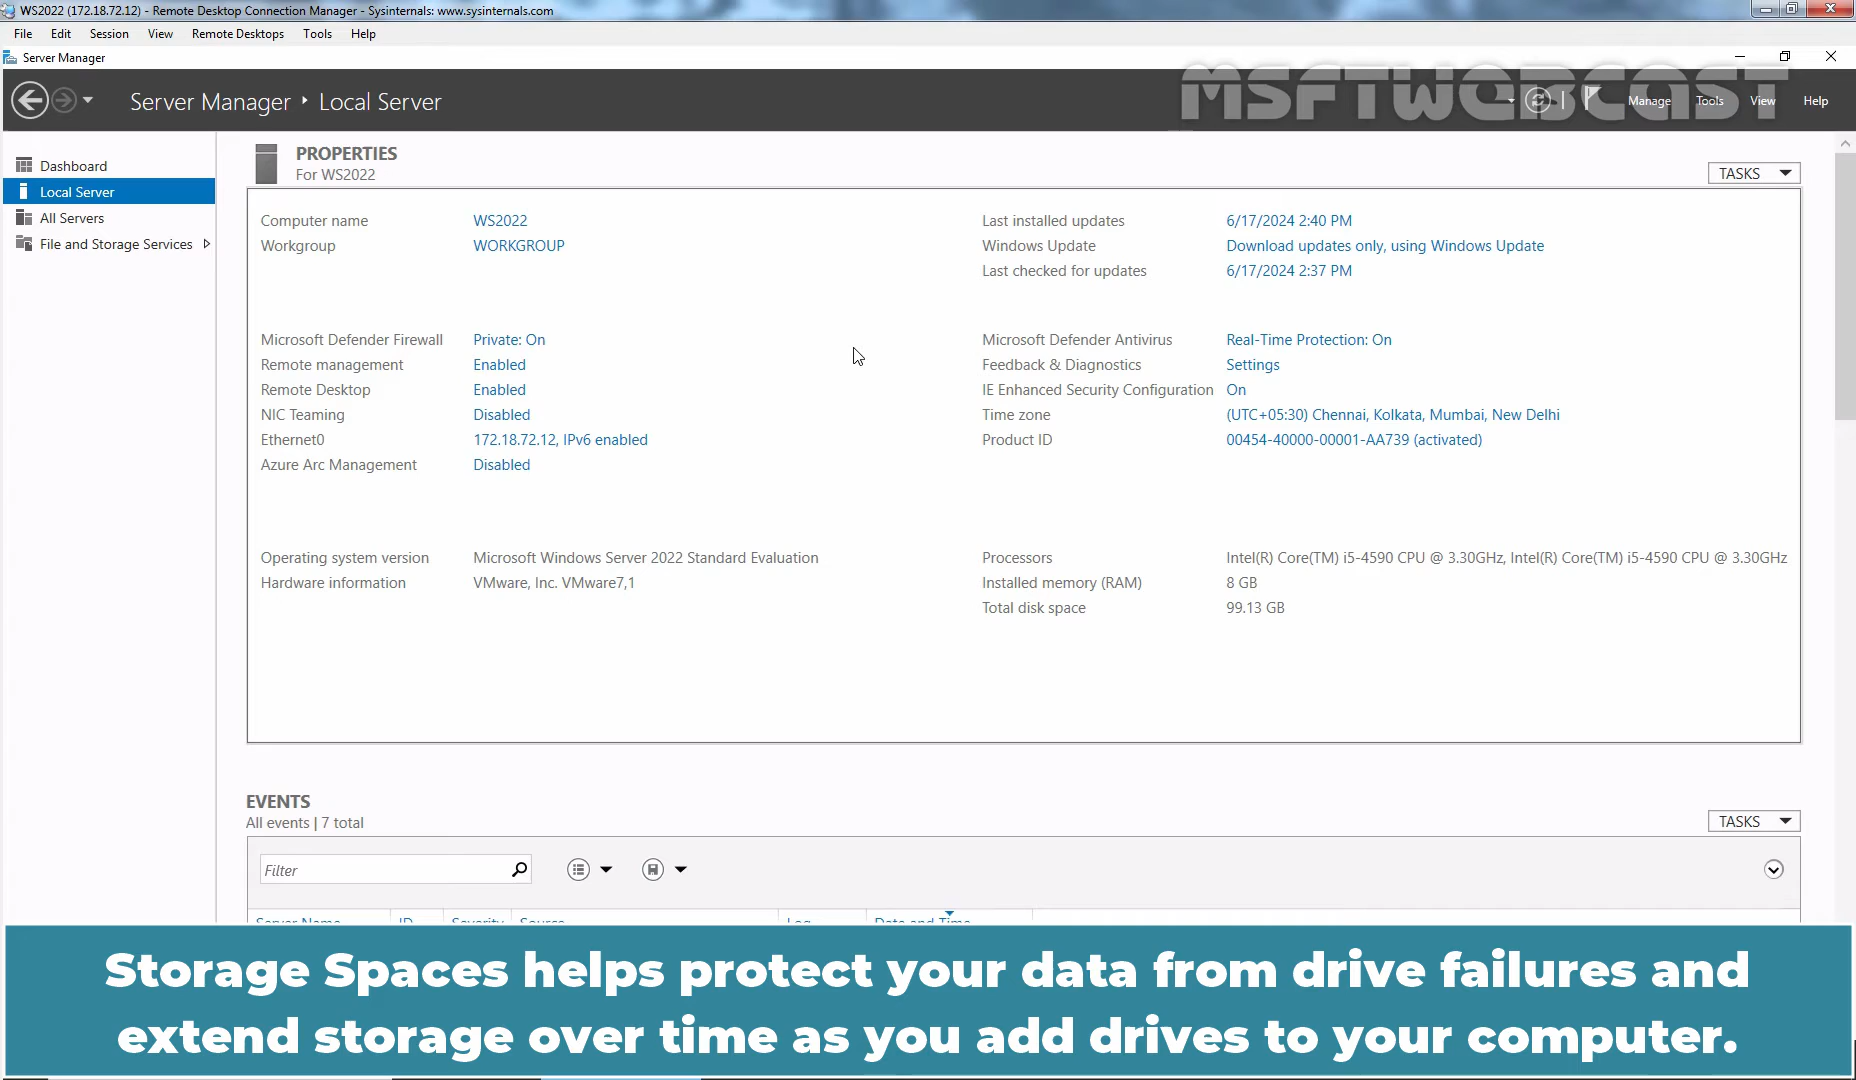 WS2022 (172.18.72.12) - Remote Desktop Connection Manager - Sysinternals: www.sysinternals.com
File Edit Session View Remote Desktops Tools Help
Server Manager
Server Manager ‣ Local Server
MSFTWEBCAST
Manage Tools View Help
Dashboard
Local Server
All Servers
File and Storage Services
PROPERTIES
For WS2022
TASKS
Computer name WS2022
Workgroup WORKGROUP
Last installed updates 6/17/2024 2:40 PM
Windows Update Download updates only, using Windows Update
Last checked for updates 6/17/2024 2:37 PM
Microsoft Defender Firewall Private: On
Remote management Enabled
Remote Desktop Enabled
NIC Teaming Disabled
Ethernet0 172.18.72.12, IPv6 enabled
Azure Arc Management Disabled
Microsoft Defender Antivirus Real-Time Protection: On
Feedback & Diagnostics Settings
IE Enhanced Security Configuration On
Time zone (UTC+05:30) Chennai, Kolkata, Mumbai, New Delhi
Product ID 00454-40000-00001-AA739 (activated)
Operating system version Microsoft Windows Server 2022 Standard Evaluation
Hardware information VMware, Inc. VMware7,1
Processors Intel(R) Core(TM) i5-4590 CPU @ 3.30GHz, Intel(R) Core(TM) i5-4590 CPU @ 3.30GHz
Installed memory (RAM) 8 GB
Total disk space 99.13 GB
EVENTS
All events | 7 total
TASKS
Filter
Server Name ID Severity Source Log Date and Time
Storage Spaces helps protect your data from drive failures and
extend storage over time as you add drives to your computer.